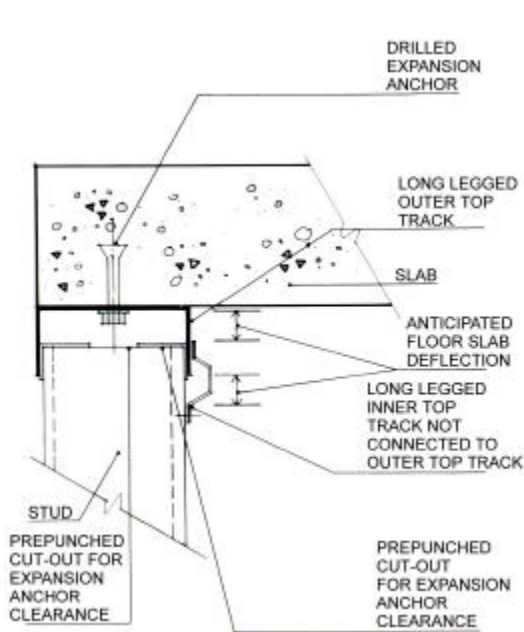 DRILLED
EXPANSION
ANCHOR
LONG LEGGED
OUTER TOP
TRACK
SLAB
ANTICIPATED
FLOOR SLAB
DEFLECTION
LONG LEGGED
INNER TOP
TRACK NOT
CONNECTED TO
OUTER TOP TRACK
STUD
PREPUNCHED
CUT-OUT FOR
EXPANSION
ANCHOR
CLEARANCE
PREPUNCHED
CUT-OUT
FOR EXPANSION
ANCHOR
CLEARANCE